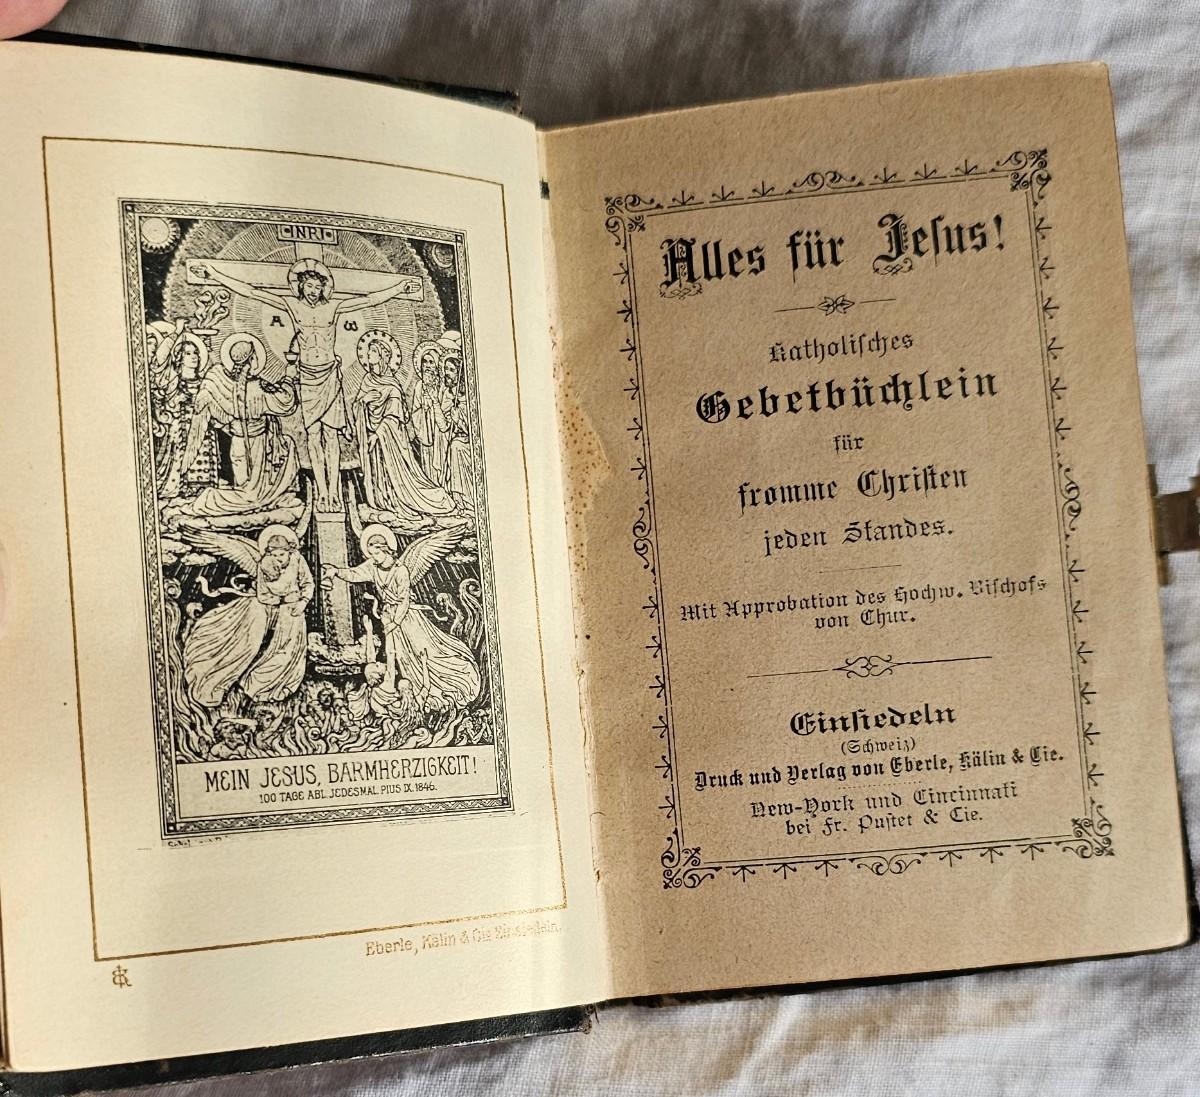 INRI
A ω
MEIN JESUS, BARMHERZIGKEIT!
100 TAGE ABL. JEDESMAL. PIUS IX. 1846.
Eberle, Kälin & Cie Einsiedeln.
Alles für Jesus!
Katholisches
Gebetbüchlein
für
fromme Christen
jeden Standes.
Mit Approbation des Hochw. Bischofs
von Chur.
Einsiedeln
(Schweiz)
Druck und Verlag von Eberle, Kälin & Cie.
New-York und Cincinnati
bei Fr. Pustet & Cie.